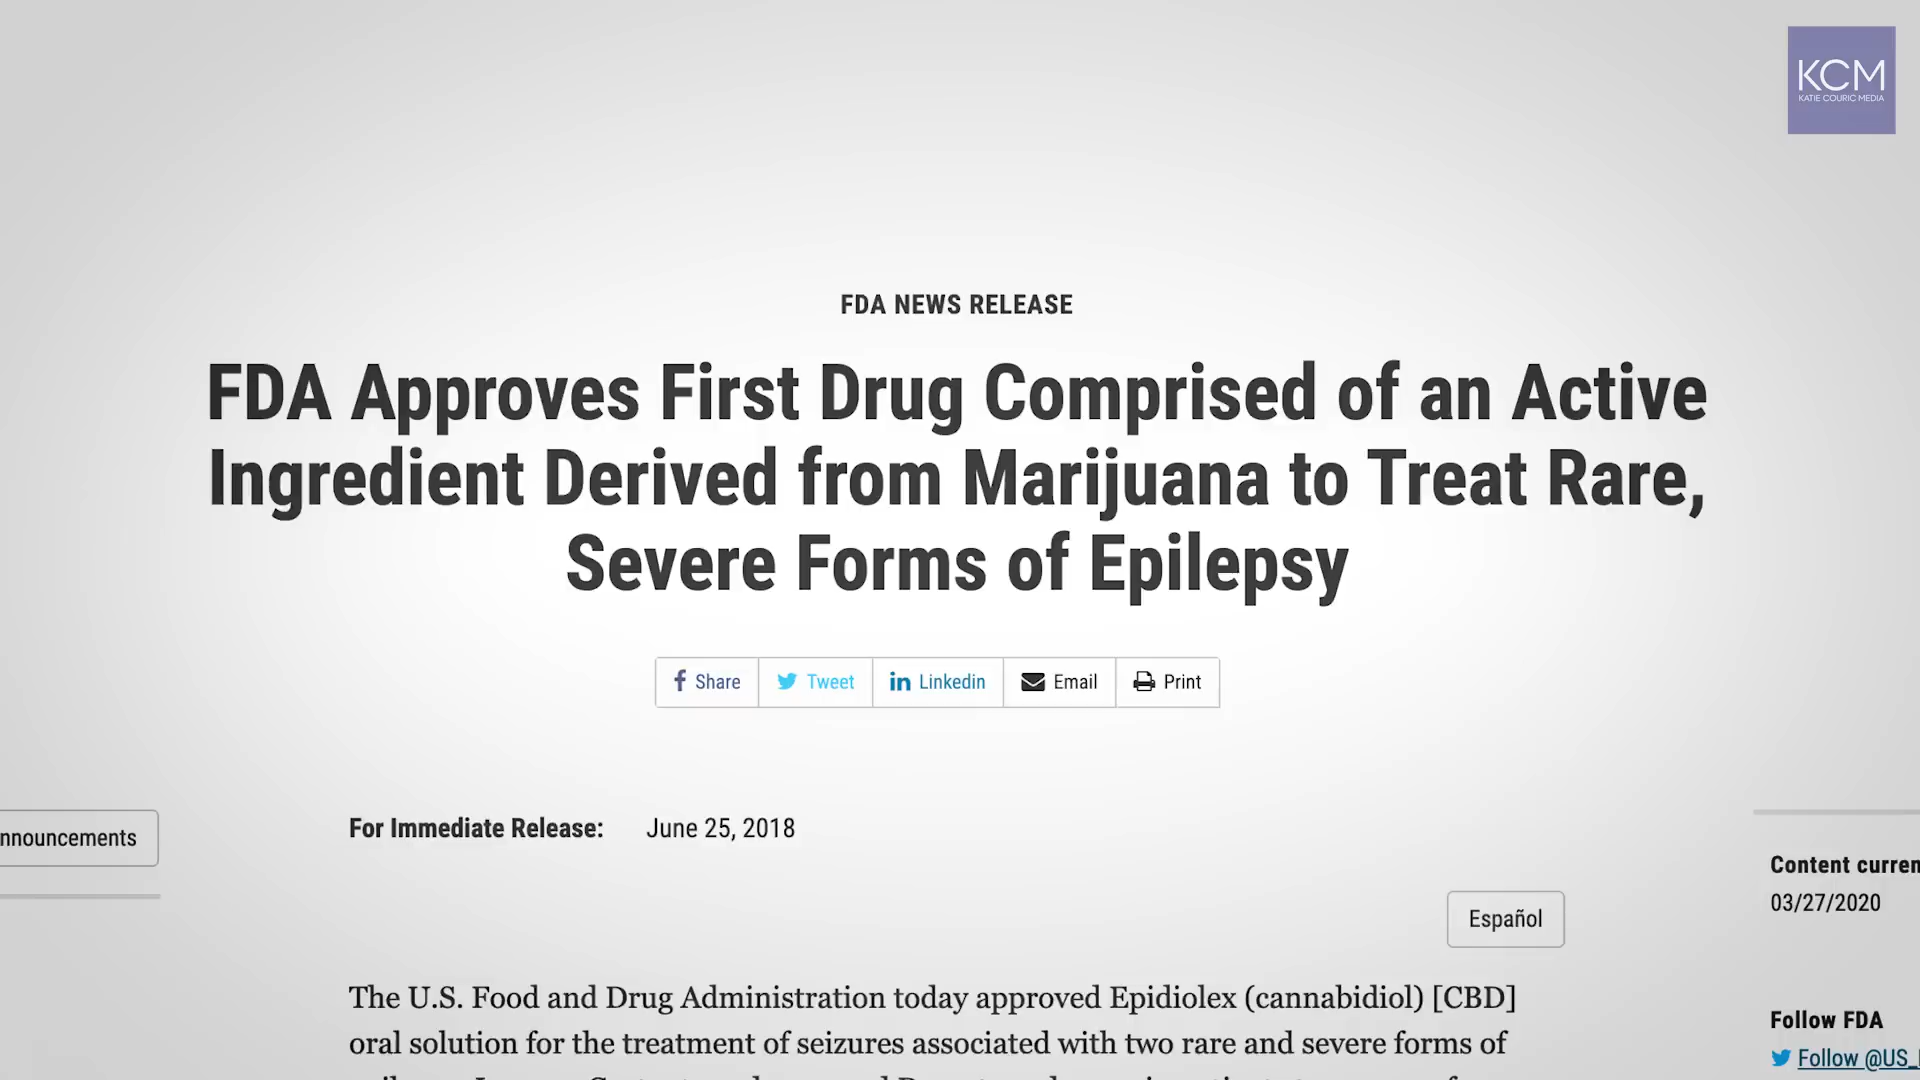 KCM
KATIE COURIC MEDIA
FDA NEWS RELEASE
FDA Approves First Drug Comprised of an Active
Ingredient Derived from Marijuana to Treat Rare,
Severe Forms of Epilepsy
Share Tweet Linkedin Email Print
For Immediate Release: June 25, 2018
nnouncements
Content curren
03/27/2020
Español
The U.S. Food and Drug Administration today approved Epidiolex (cannabidiol) [CBD]
oral solution for the treatment of seizures associated with two rare and severe forms of
Follow FDA
Follow @US_